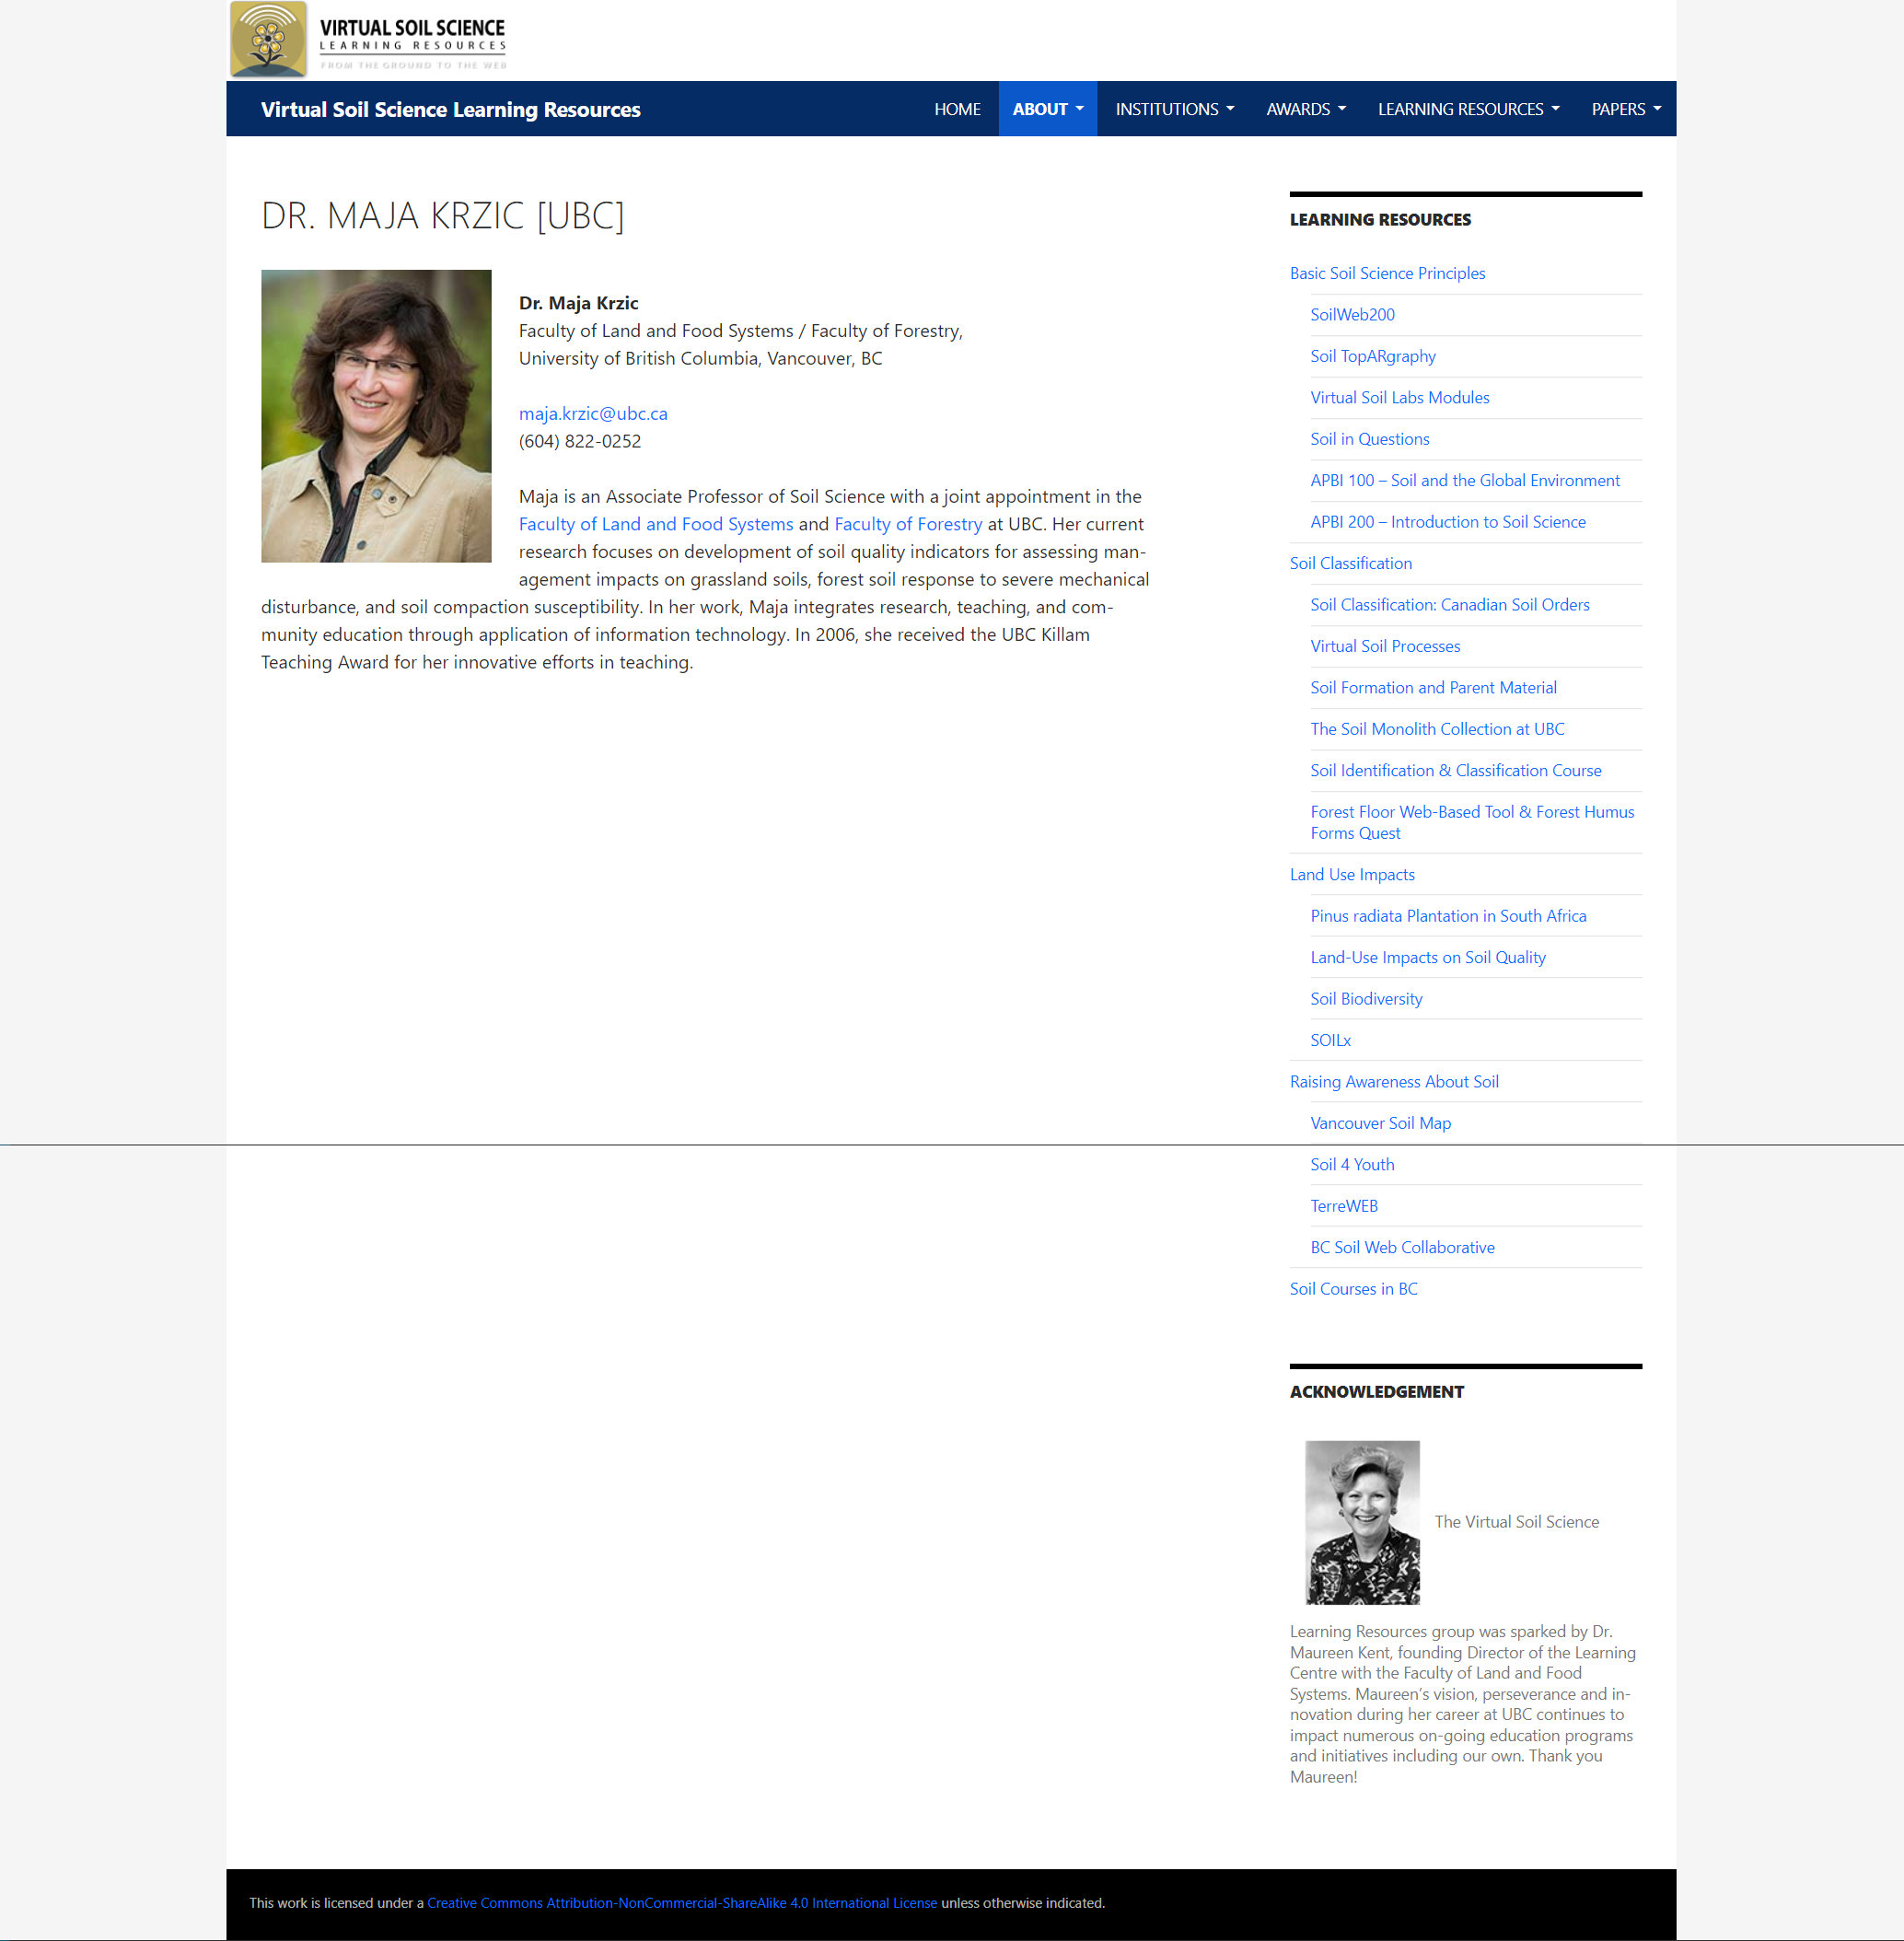 VIRTUAL SOIL SCIENCE
LEARNING RESOURCES
FROM THE GROUND TO THE WEB
Virtual Soil Science Learning Resources
HOME
ABOUT
INSTITUTIONS
AWARDS
LEARNING RESOURCES
PAPERS
DR. MAJA KRZIC [UBC]
Dr. Maja Krzic
Faculty of Land and Food Systems / Faculty of Forestry,
University of British Columbia, Vancouver, BC
maja.krzic@ubc.ca
(604) 822-0252
Maja is an Associate Professor of Soil Science with a joint appointment in the
Faculty of Land and Food Systems and Faculty of Forestry at UBC. Her current
research focuses on development of soil quality indicators for assessing man-
agement impacts on grassland soils, forest soil response to severe mechanical
disturbance, and soil compaction susceptibility. In her work, Maja integrates research, teaching, and com-
munity education through application of information technology. In 2006, she received the UBC Killam
Teaching Award for her innovative efforts in teaching.
LEARNING RESOURCES
Basic Soil Science Principles
SoilWeb200
Soil TopARgraphy
Virtual Soil Labs Modules
Soil in Questions
APBI 100 – Soil and the Global Environment
APBI 200 – Introduction to Soil Science
Soil Classification
Soil Classification: Canadian Soil Orders
Virtual Soil Processes
Soil Formation and Parent Material
The Soil Monolith Collection at UBC
Soil Identification & Classification Course
Forest Floor Web-Based Tool & Forest Humus
Forms Quest
Land Use Impacts
Pinus radiata Plantation in South Africa
Land-Use Impacts on Soil Quality
Soil Biodiversity
SOILx
Raising Awareness About Soil
Vancouver Soil Map
Soil 4 Youth
TerreWEB
BC Soil Web Collaborative
Soil Courses in BC
ACKNOWLEDGEMENT
The Virtual Soil Science
Learning Resources group was sparked by Dr.
Maureen Kent, founding Director of the Learning
Centre with the Faculty of Land and Food
Systems. Maureen’s vision, perseverance and in-
novation during her career at UBC continues to
impact numerous on-going education programs
and initiatives including our own. Thank you
Maureen!
This work is licensed under a Creative Commons Attribution-NonCommercial-ShareAlike 4.0 International License unless otherwise indicated.